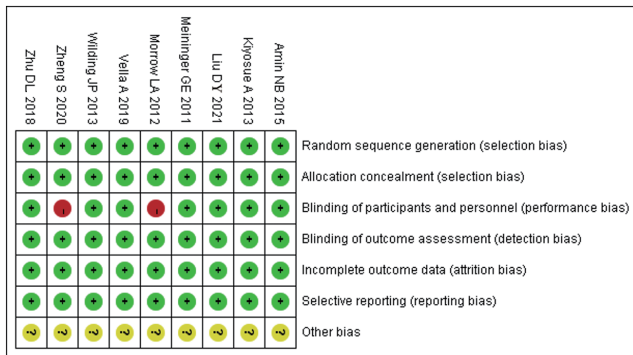 Zhu DL 2018
Zheng S 2020
Wilding JP 2013
Vella A 2019
Morrow LA 2012
Meininger GE 2011
Liu DY 2021
Kiyosue A 2013
Amin NB 2015
+ + + + + + + + + Random sequence generation (selection bias)
+ + + + + + + + + Allocation concealment (selection bias)
+ - + + - + + + + Blinding of participants and personnel (performance bias)
+ + + + + + + + + Blinding of outcome assessment (detection bias)
+ + + + + + + + + Incomplete outcome data (attrition bias)
+ + + + + + + + + Selective reporting (reporting bias)
? ? ? ? ? ? ? ? ? Other bias